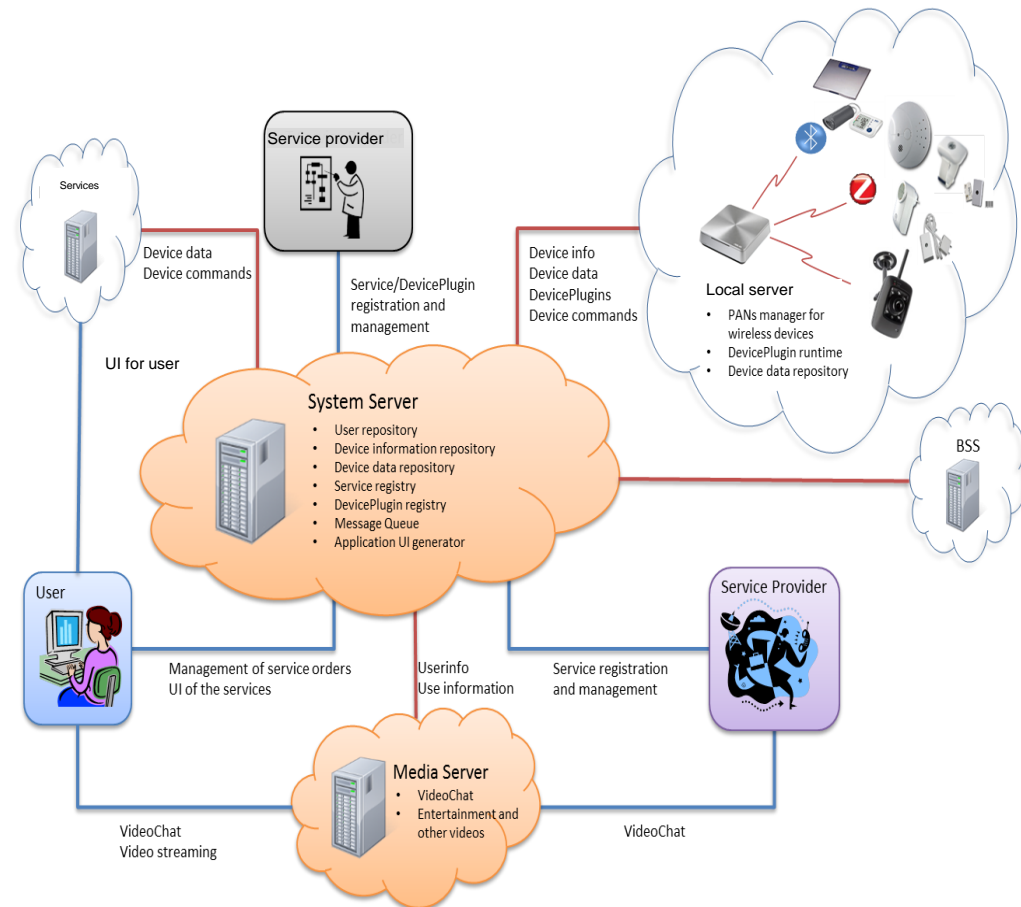 Service provider
Services
Device data
Device commands
Service/DevicePlugin
registration and
management
Device info
Device data
DevicePlugins
Device commands
Local server
• PANs manager for
wireless devices
• DevicePlugin runtime
• Device data repository
UI for user
System Server
• User repository
• Device information repository
• Device data repository
• Service registry
• DevicePlugin registry
• Message Queue
• Application UI generator
BSS
User
Service Provider
Management of service orders
UI of the services
Userinfo
Use information
Service registration
and management
Media Server
• VideoChat
• Entertainment and
other videos
VideoChat
Video streaming
VideoChat